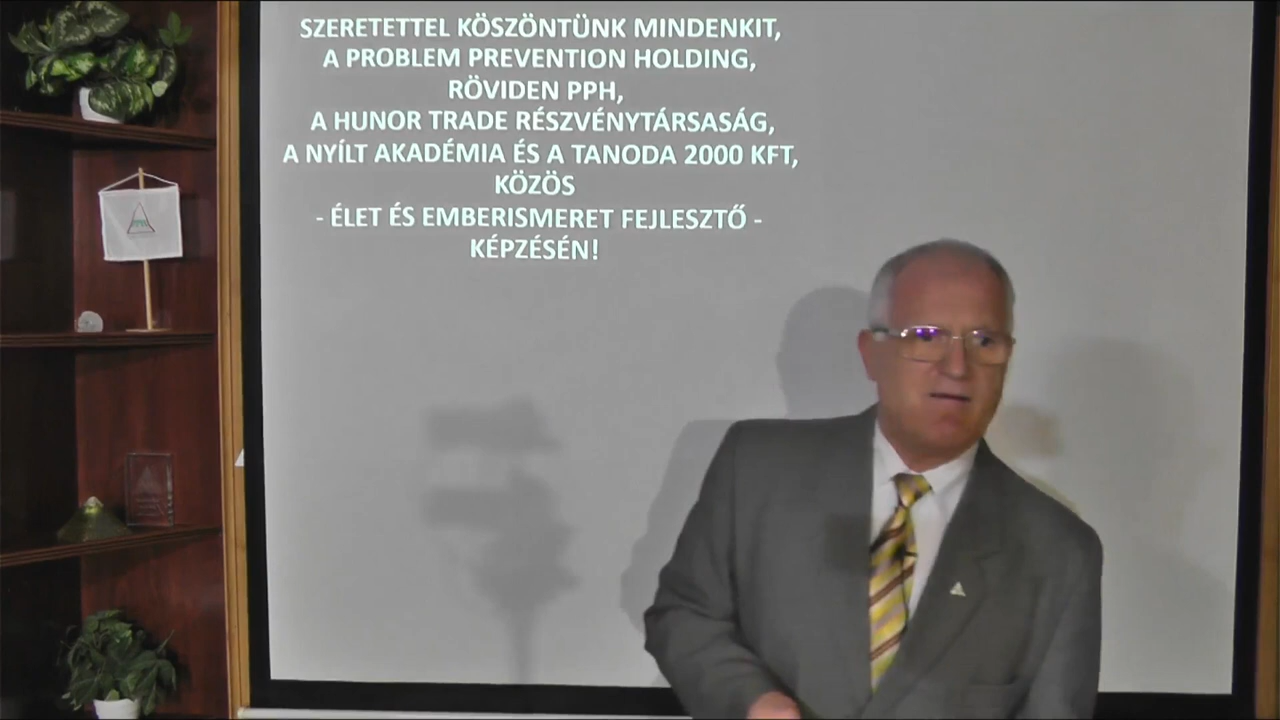 SZERETETTEL KÖSZÖNTÜNK MINDENKIT,
A PROBLEM PREVENTION HOLDING,
RÖVIDEN PPH,
A HUNOR TRADE RÉSZVÉNYTÁRSASÁG,
A NYÍLT AKADÉMIA ÉS A TANODA 2000 KFT,
KÖZÖS
- ÉLET ÉS EMBERISMERET FEJLESZTŐ -
KÉPZÉSÉN!